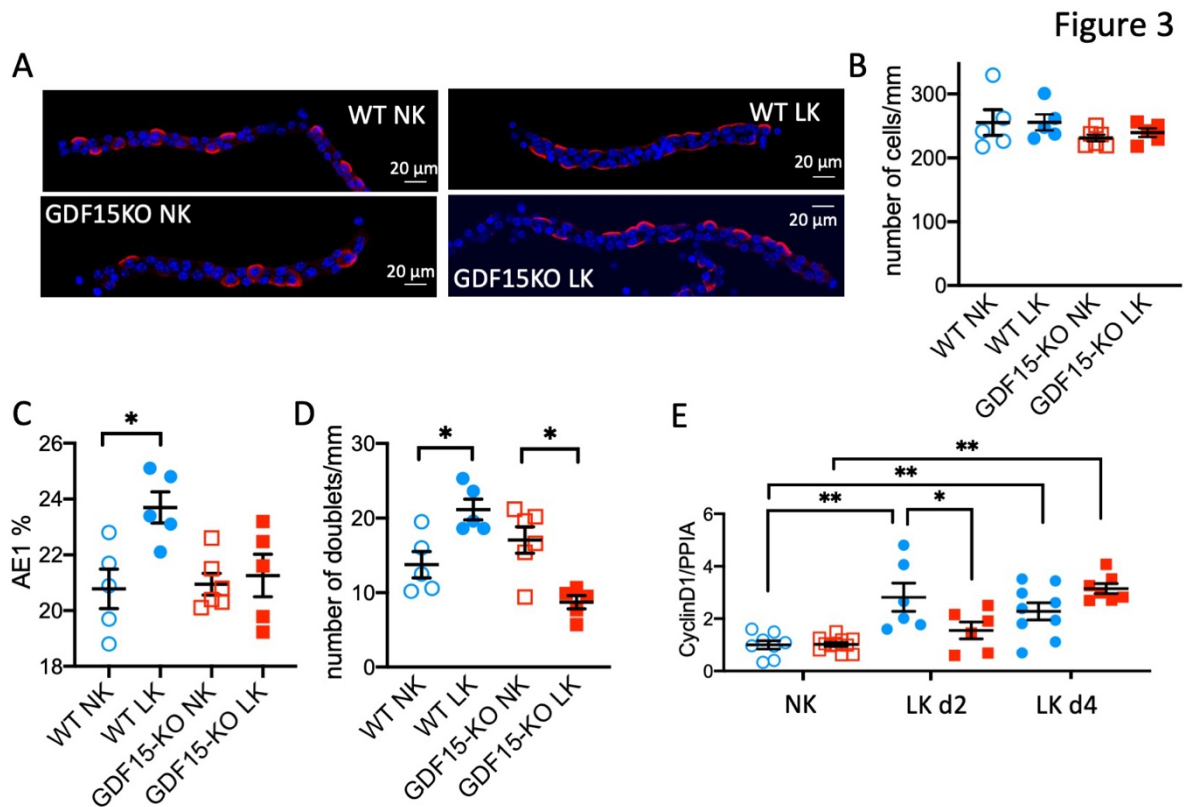 Figure 3
A
WT NK
20 μm
WT LK
20 μm
GDF15KO NK
20 μm
20 μm
GDF15KO LK
B
number of cells/mm
300
200
100
0
WT NK
WT LK
GDF15-KO NK
GDF15-KO LK
C
*
AE1 %
26
24
22
20
18
WT NK
WT LK
GDF15-KO NK
GDF15-KO LK
D
*
*
number of doublets/mm
30
20
10
0
WT NK
WT LK
GDF15-KO NK
GDF15-KO LK
E
**
**
**
*
CyclinD1/PPIA
6
4
2
0
NK
LK d2
LK d4